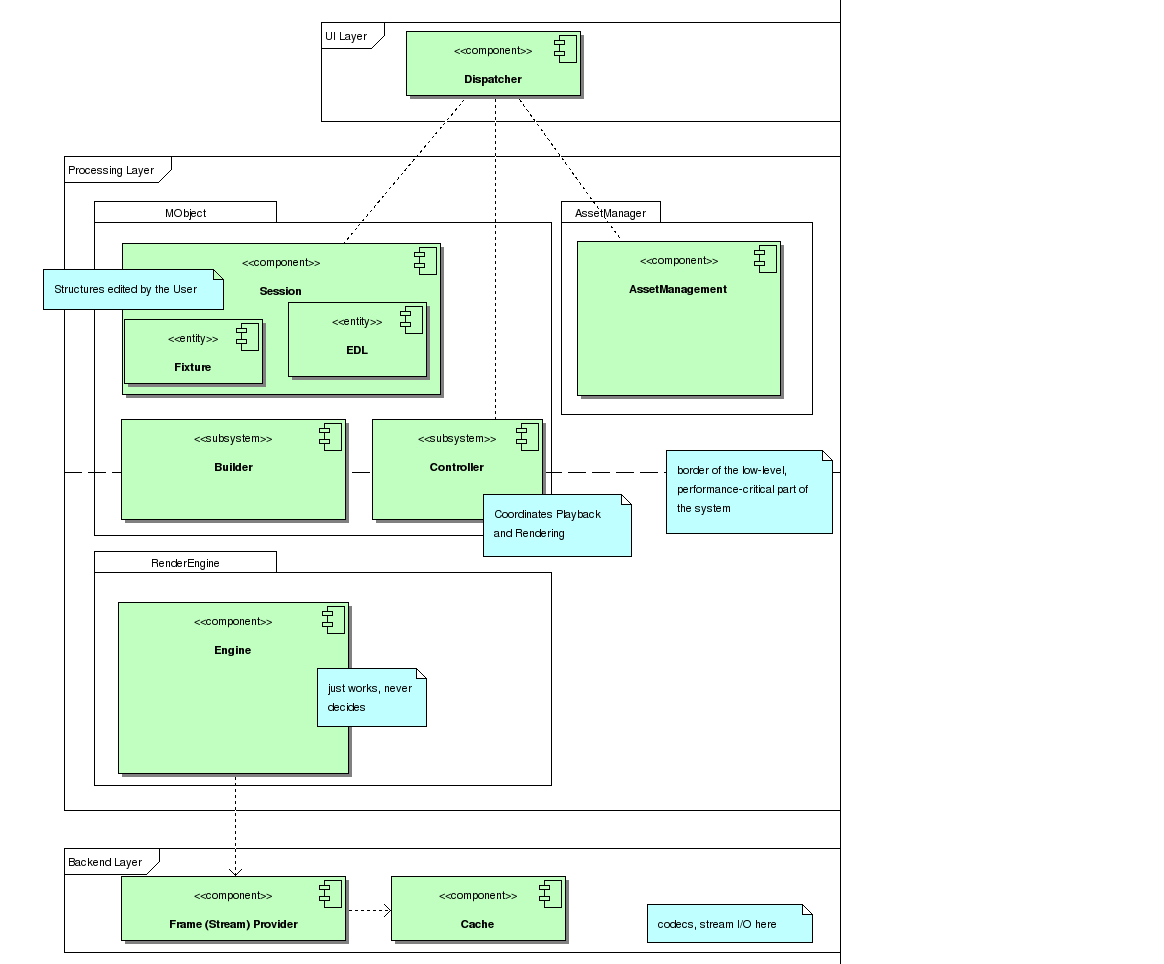 UI Layer
<<component>>
Dispatcher
Processing Layer
MObject
AssetManager
<<component>>
Session
Structures edited by the User
<<entity>>
Fixture
<<entity>>
EDL
<<component>>
AssetManagement
<<subsystem>>
Builder
<<subsystem>>
Controller
Coordinates Playback
and Rendering
border of the low-level,
performance-critical part of
the system
RenderEngine
<<component>>
Engine
just works, never
decides
Backend Layer
<<component>>
Frame (Stream) Provider
<<component>>
Cache
codecs, stream I/O here